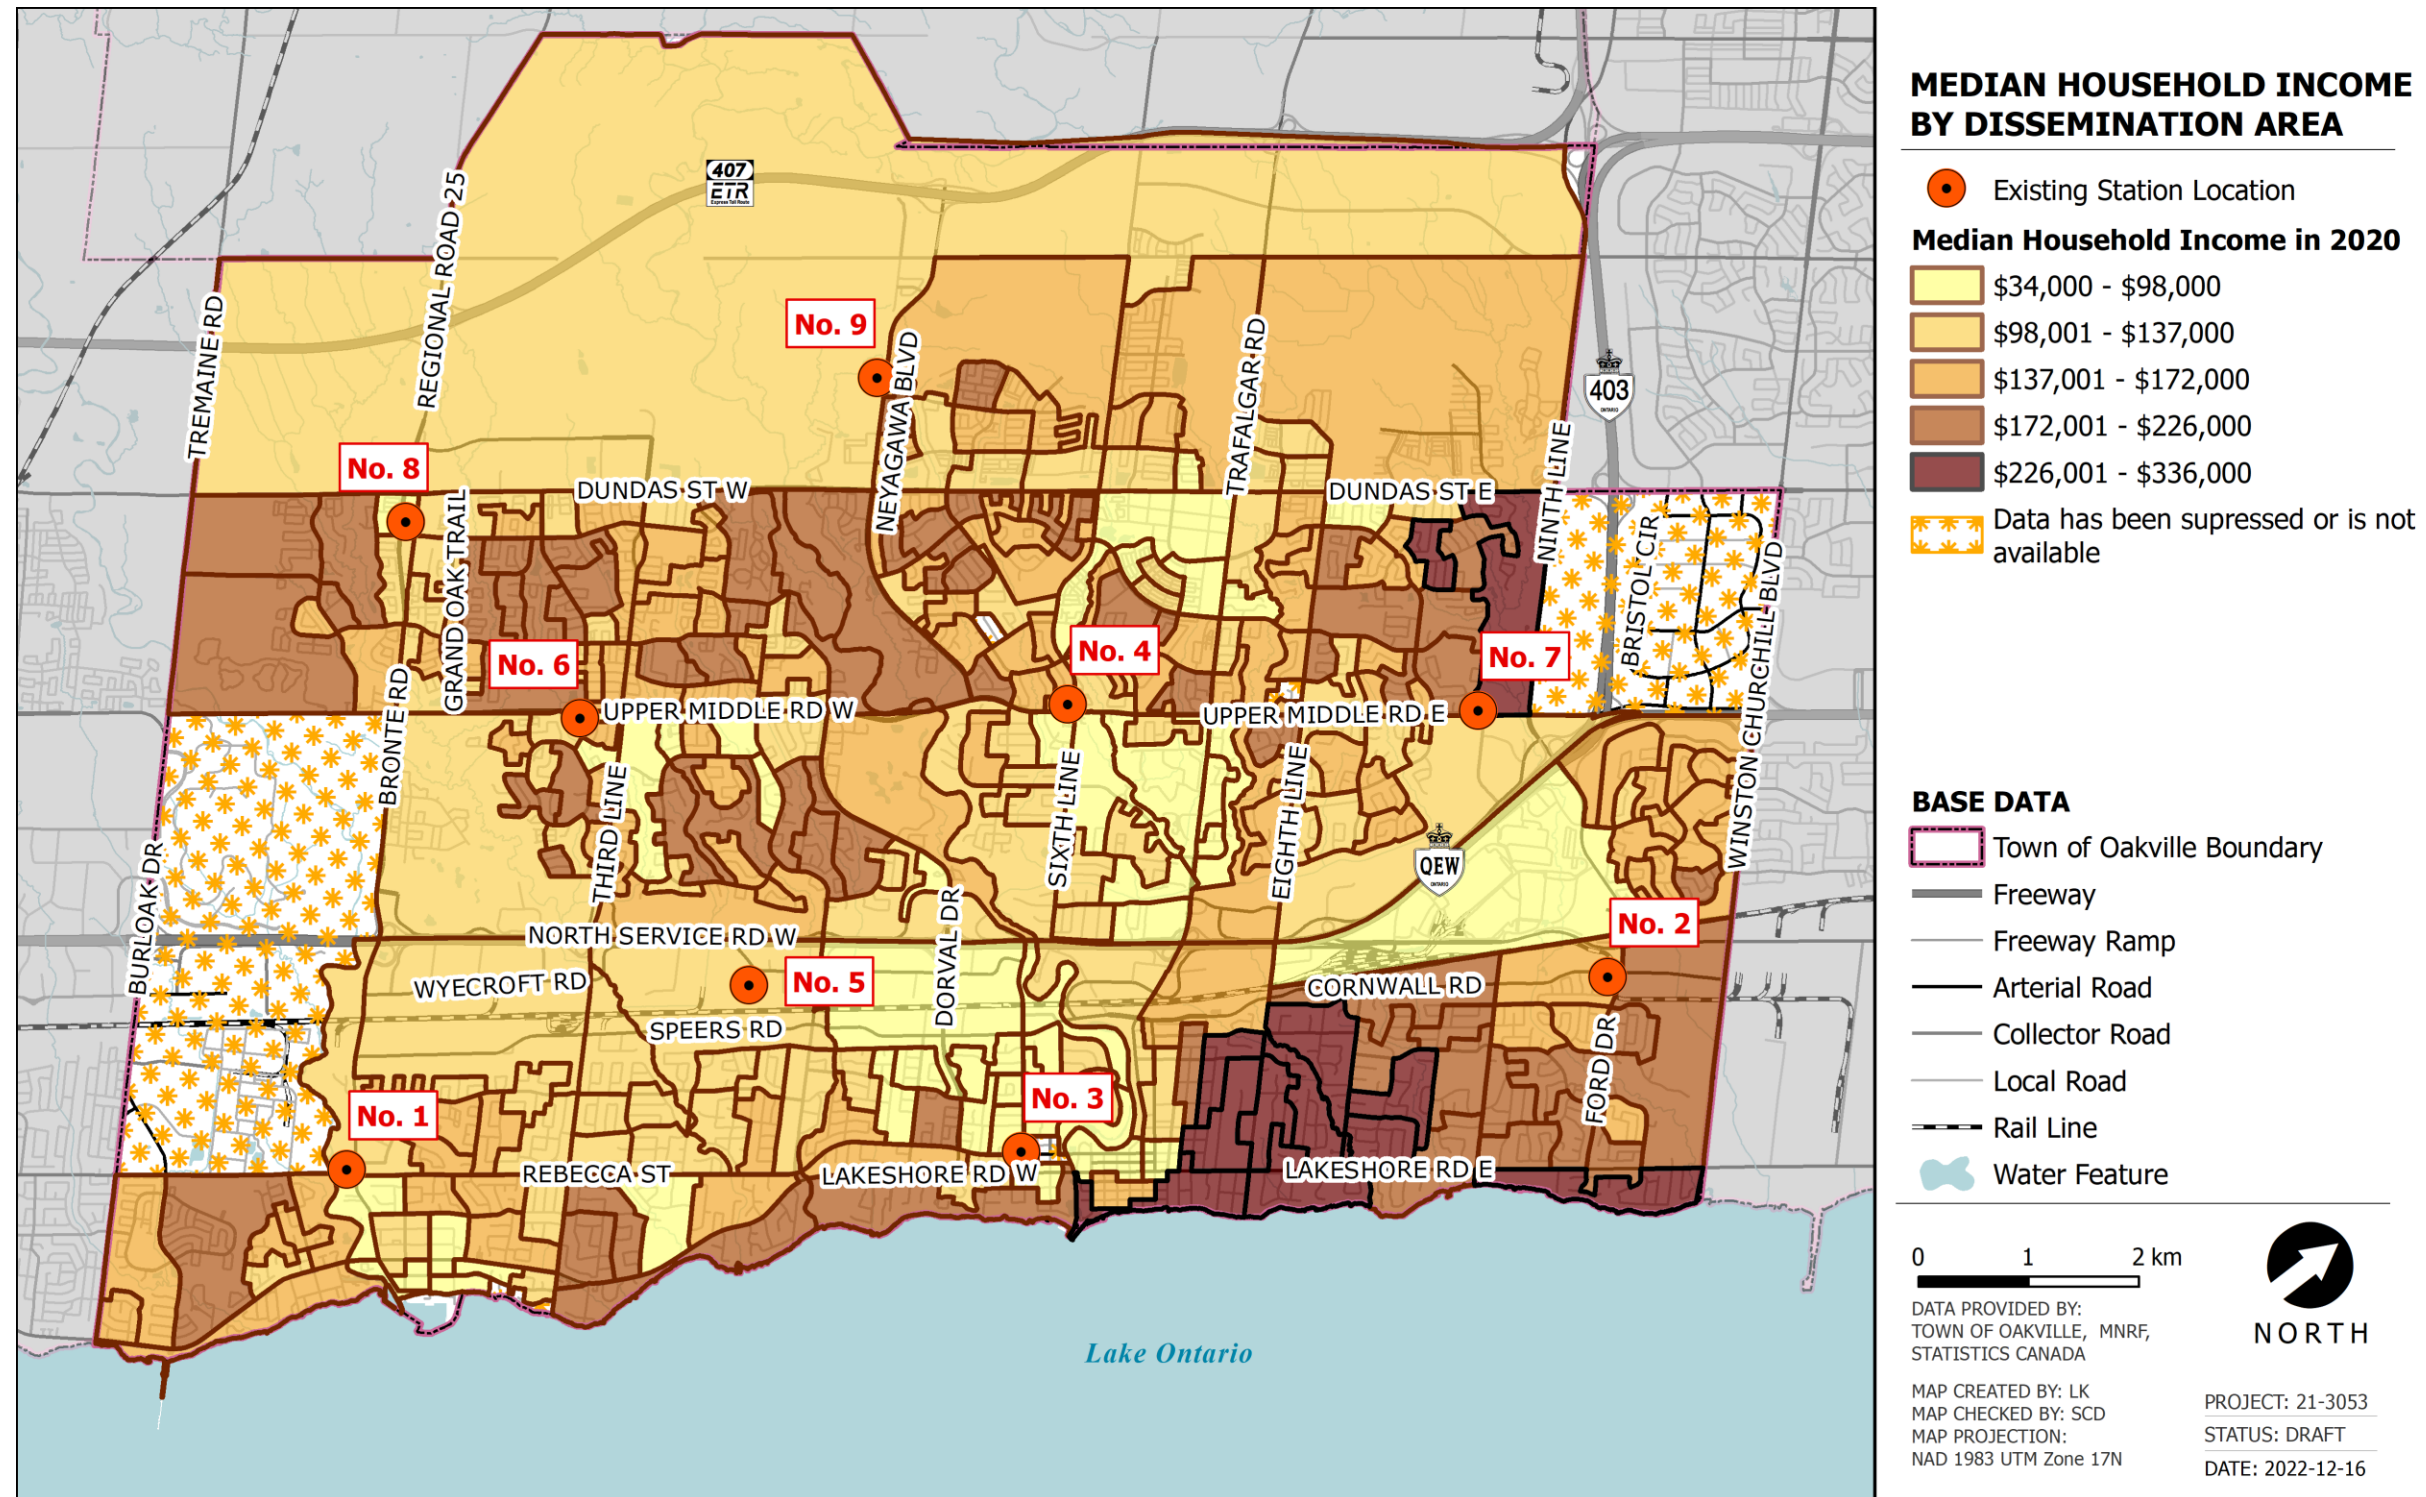 MEDIAN HOUSEHOLD INCOME
BY DISSEMINATION AREA
Existing Station Location
Median Household Income in 2020
$34,000 - $98,000
$98,001 - $137,000
$137,001 - $172,000
$172,001 - $226,000
$226,001 - $336,000
Data has been supressed or is not
available
BASE DATA
Town of Oakville Boundary
Freeway
Freeway Ramp
Arterial Road
Collector Road
Local Road
Rail Line
Water Feature
0 1 2 km
DATA PROVIDED BY:
TOWN OF OAKVILLE, MNRF,
STATISTICS CANADA
MAP CREATED BY: LK
MAP CHECKED BY: SCD
MAP PROJECTION:
NAD 1983 UTM Zone 17N
NORTH
PROJECT: 21-3053
STATUS: DRAFT
DATE: 2022-12-16
407
ETR
Express Toll Route
TREMAINE RD
REGIONAL ROAD 25
No. 9
NEYAGAWA BLVD
TRAFALGAR RD
403
ONTARIO
NINTH LINE
No. 8
DUNDAS ST W
DUNDAS ST E
GRAND OAK TRAIL
BRISTOL CIR
WINSTON CHURCHILL BLVD
No. 6
No. 4
No. 7
BRONTE RD
UPPER MIDDLE RD W
UPPER MIDDLE RD E
THIRD LINE
SIXTH LINE
EIGHTH LINE
QEW
ONTARIO
BURLOAK DR
DORVAL DR
NORTH SERVICE RD W
No. 2
WYECROFT RD
No. 5
CORNWALL RD
SPEERS RD
FORD DR
No. 1
No. 3
REBECCA ST
LAKESHORE RD W
LAKESHORE RD E
Lake Ontario